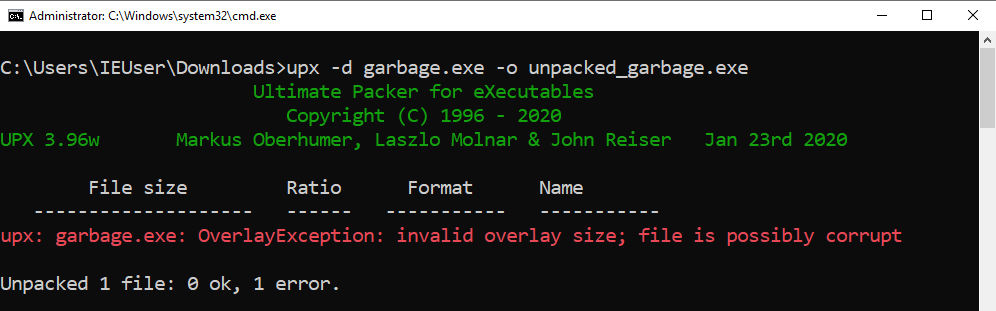 Administrator: C:\Windows\system32\cmd.exe
C:\Users\IEUser\Downloads>upx -d garbage.exe -o unpacked_garbage.exe
Ultimate Packer for eXecutables
Copyright (C) 1996 - 2020
UPX 3.96w Markus Oberhumer, Laszlo Molnar & John Reiser Jan 23rd 2020
File size Ratio Format Name
-------------------- ------ ----------- -----------
upx: garbage.exe: OverlayException: invalid overlay size; file is possibly corrupt
Unpacked 1 file: 0 ok, 1 error.